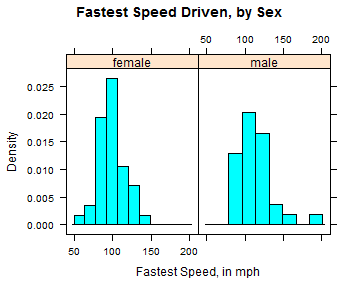 Fastest Speed Driven, by Sex
50 100 150 200
female male
Density
0.025
0.020
0.015
0.010
0.005
0.000
50 100 150 200
Fastest Speed, in mph